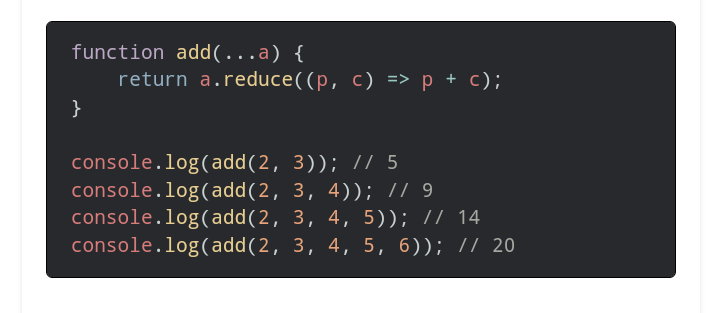 function add(...a) {
    return a.reduce((p, c) => p + c);
}

console.log(add(2, 3)); // 5
console.log(add(2, 3, 4)); // 9
console.log(add(2, 3, 4, 5)); // 14
console.log(add(2, 3, 4, 5, 6)); // 20